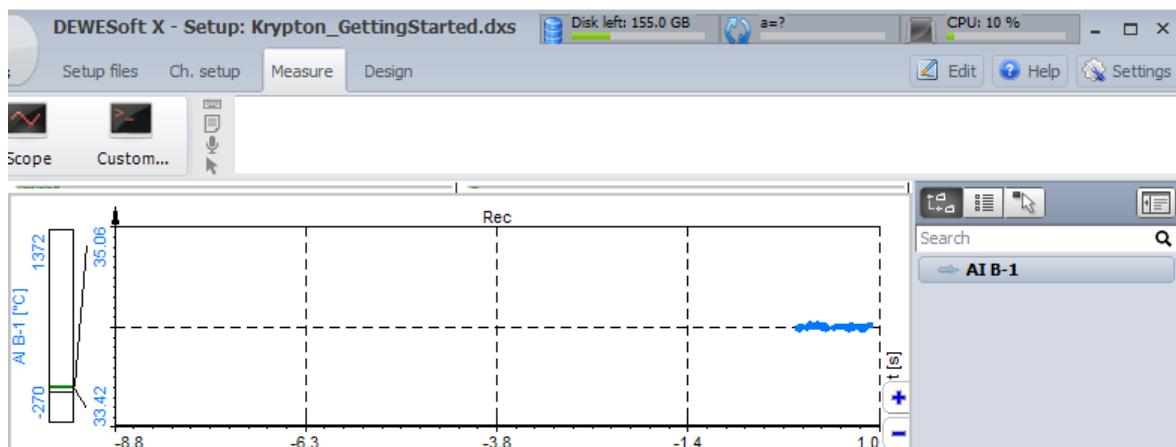 DEWESoft X - Setup: Krypton_GettingStarted.dxs
Disk left: 155.0 GB
a=?
CPU: 10 %
Setup files
Ch. setup
Measure
Design
Edit
Help
Settings
Scope
Custom...
Rec
1372
35.06
AI B-1 [°C]
-270
33.42
-8.8
-6.3
-3.8
-1.4
1.0
t [s]
+
−
Search
AI B-1